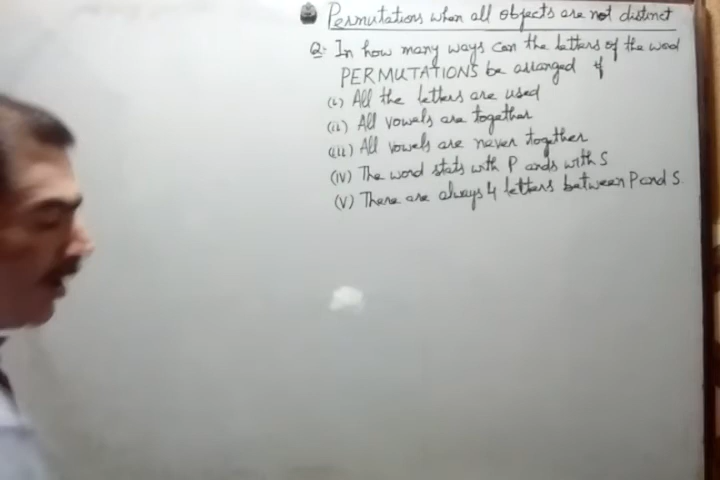 Permutations when all objects are not distinct
Q:- In how many ways can the letters of the word
PERMUTATIONS be arranged if
(i) All the letters are used
(ii) All vowels are together
(iii) All vowels are never together
(iv) The word stats with P ands with S
(v) There are always 4 letters between P and S